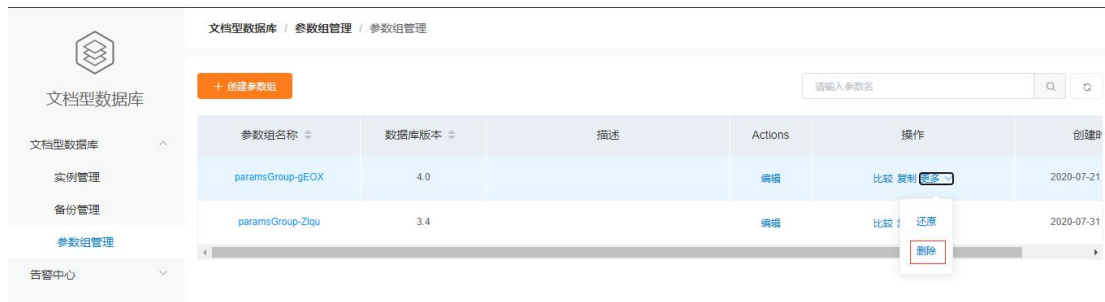 文档型数据库 / 参数组管理 / 参数组管理
文档型数据库
+ 创建参数组
请输入参数名
文档型数据库
实例管理
备份管理
参数组管理
告警中心
参数组名称 数据库版本 描述 Actions 操作 创建
paramsGroup-gEOX 4.0 编辑 比较 复制 更多 2020-07-21
paramsGroup-Zlqu 3.4 编辑 比较 2020-07-31
还原
删除